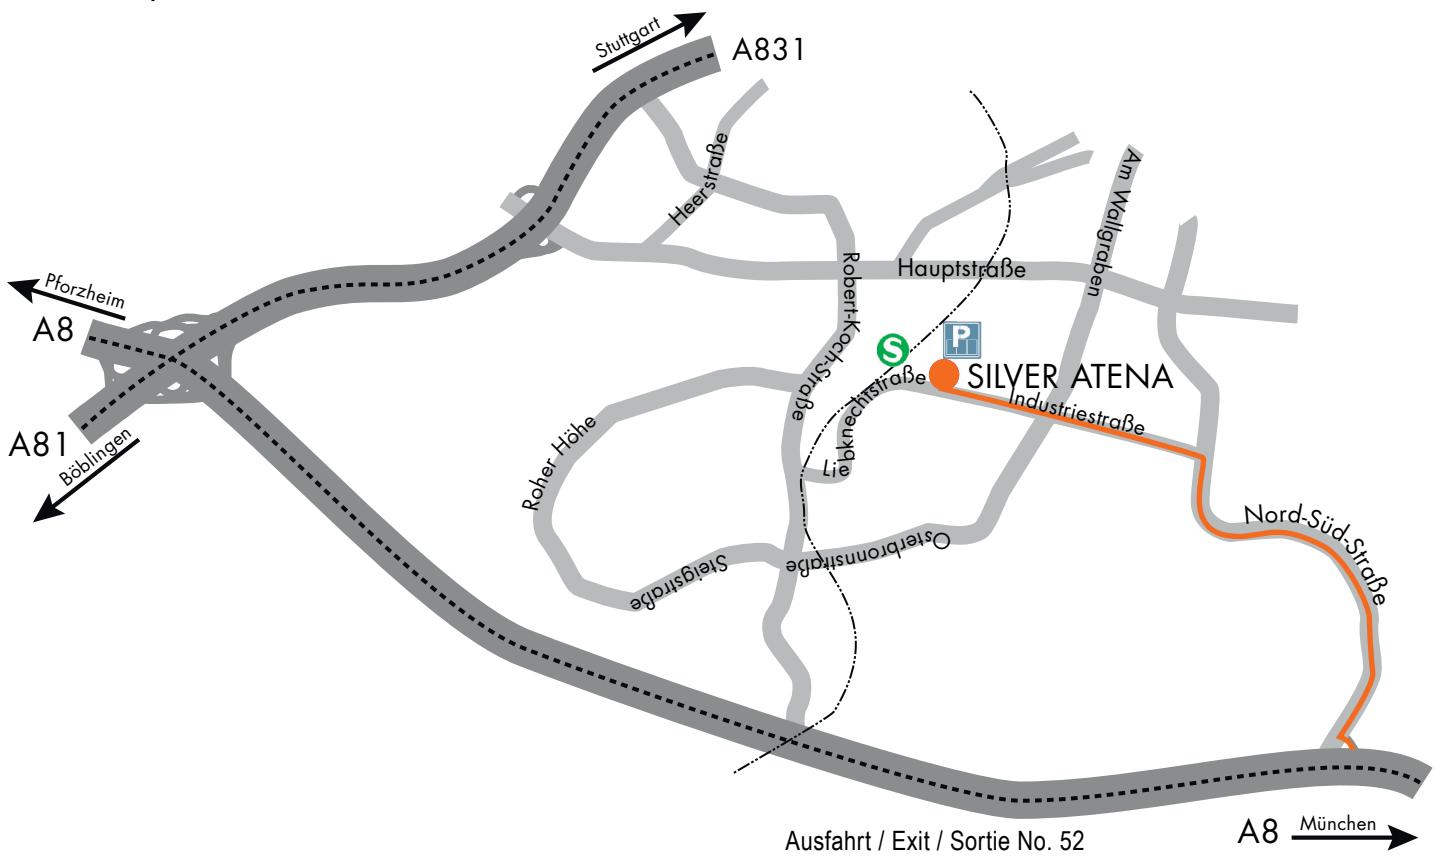 Stuttgart
A831
Heerstraße
Am Wallgraben
Pforzheim
A8
Hauptstraße
Robert-Koch-Straße
P
S
SILVER ATENA
Industriestraße
Liebknechtstraße
A81
Böblingen
Roher Höhe
Nord-Süd-Straße
Osterbronnstraße
Steigstraße
Ausfahrt / Exit / Sortie No. 52
A8
München